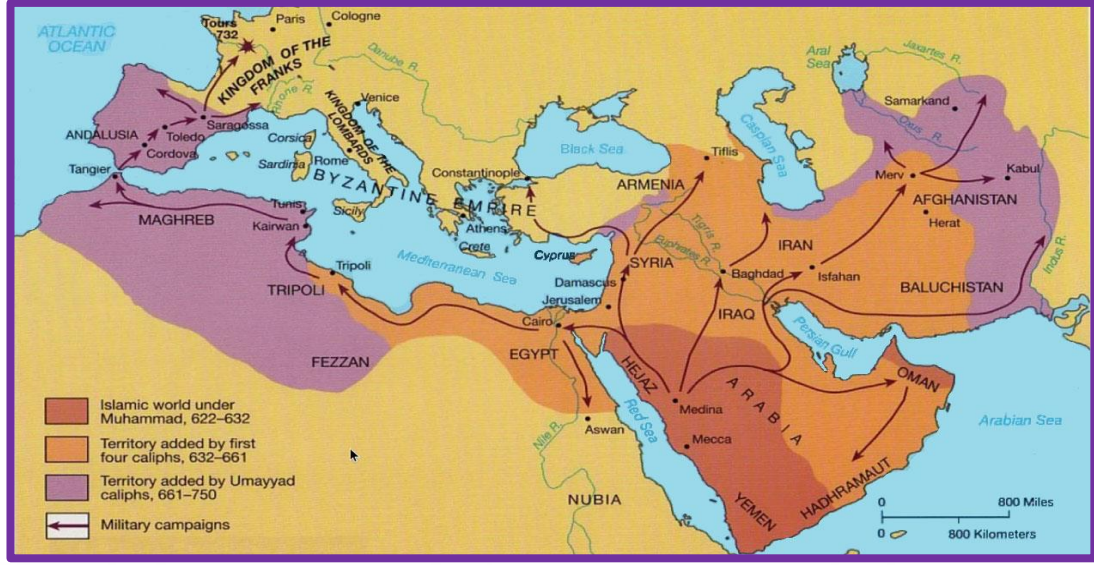 ATLANTIC
OCEAN
Tours
732
Paris
Cologne
KINGDOM OF THE
FRANKS
Rhone R.
Danube R.
KINGDOM OF THE
LOMBARDS
Venice
Aral
Sea
Jaxartes R.
Samarkand
Oxus R.
Caspian Sea
Black Sea
Tiflis
ANDALUSIA
Toledo
Saragossa
Cordova
Corsica
Sardinia
Rome
Constantinople
ARMENIA
Merv
Kabul
AFGHANISTAN
Herat
Tangier
BYZANTINE EMPIRE
MAGHREB
Tunis
Kairwan
Sicily
Athens
Crete
Cyprus
Mediterranean Sea
Tigris R.
Euphrates R.
SYRIA
IRAN
Baghdad
Isfahan
Indus R.
Tripoli
TRIPOLI
Damascus
Jerusalem
IRAQ
BALUCHISTAN
Cairo
EGYPT
Persian Gulf
FEZZAN
HEJAZ
ARABIA
OMAN
Medina
Mecca
Red Sea
Aswan
Nile R.
Arabian Sea
HADHRAMAUT
YEMEN
NUBIA
Islamic world under
Muhammad, 622–632
Territory added by first
four caliphs, 632–661
Territory added by Umayyad
caliphs, 661–750
Military campaigns
0 800 Miles
0 800 Kilometers